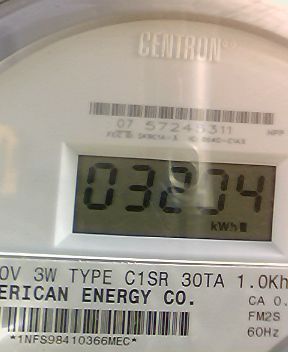 CENTRON
07 57245311
03204
kWh
0V 3W TYPE C1SR 30TA 1.0Kh
ERICAN ENERGY CO.
CA 0.
FM2S
60Hz
*1NFS98410366MEC*